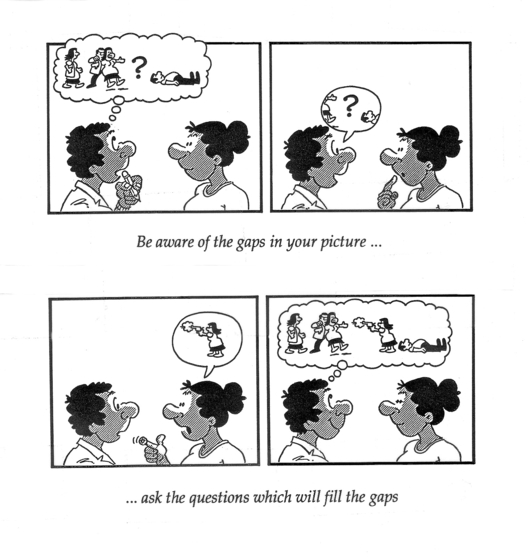 ?
?
Be aware of the gaps in your picture ...
... ask the questions which will fill the gaps